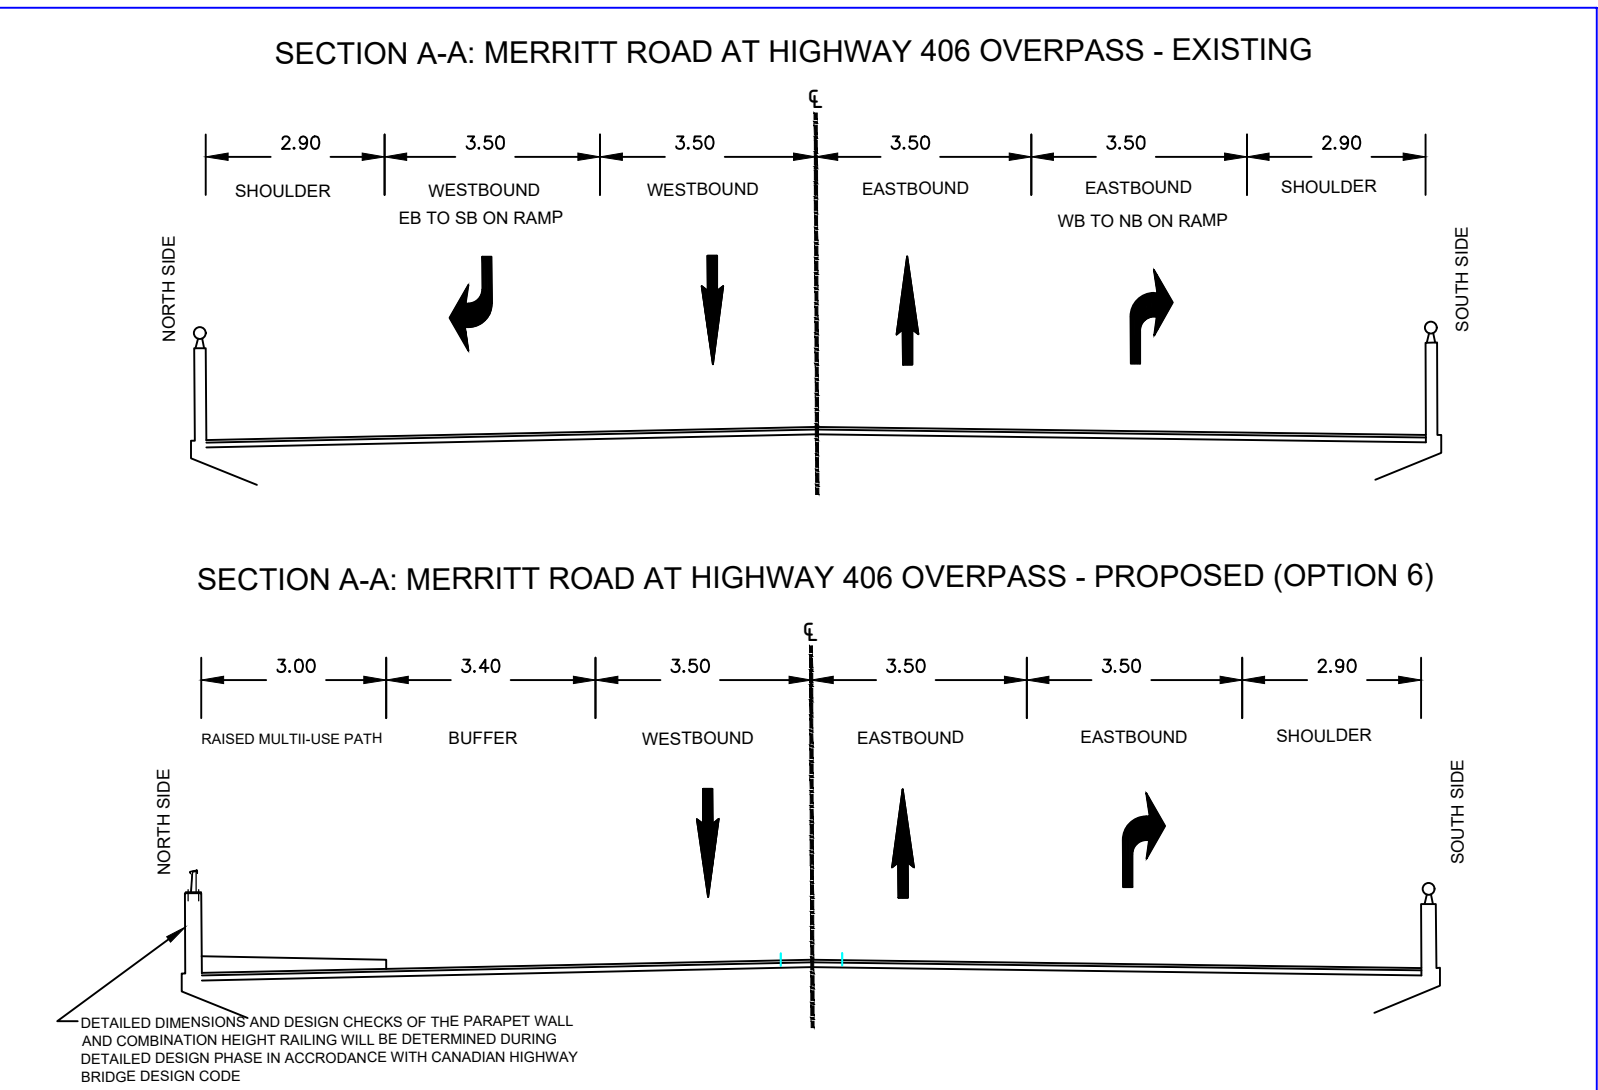 SECTION A-A: MERRITT ROAD AT HIGHWAY 406 OVERPASS - EXISTING
℄
2.90 3.50 3.50 3.50 3.50 2.90
SHOULDER WESTBOUND WESTBOUND EASTBOUND EASTBOUND SHOULDER
EB TO SB ON RAMP WB TO NB ON RAMP
NORTH SIDE
SOUTH SIDE
SECTION A-A: MERRITT ROAD AT HIGHWAY 406 OVERPASS - PROPOSED (OPTION 6)
℄
3.00 3.40 3.50 3.50 3.50 2.90
RAISED MULTII-USE PATH BUFFER WESTBOUND EASTBOUND EASTBOUND SHOULDER
NORTH SIDE
SOUTH SIDE
DETAILED DIMENSIONS AND DESIGN CHECKS OF THE PARAPET WALL
AND COMBINATION HEIGHT RAILING WILL BE DETERMINED DURING
DETAILED DESIGN PHASE IN ACCRODANCE WITH CANADIAN HIGHWAY
BRIDGE DESIGN CODE